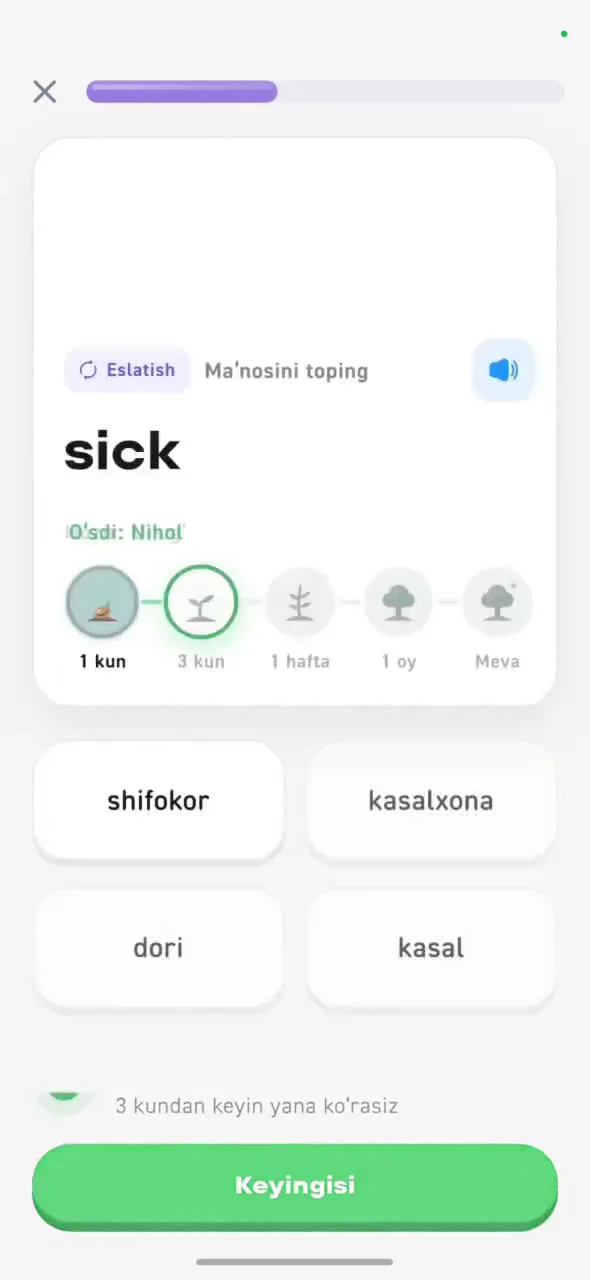 Eslatish Ma'nosini toping
sick
O'sdi: Nihol
1 kun 3 kun 1 hafta 1 oy Meva
shifokor kasalxona
dori kasal
3 kundan keyin yana ko'rasiz
Keyingisi